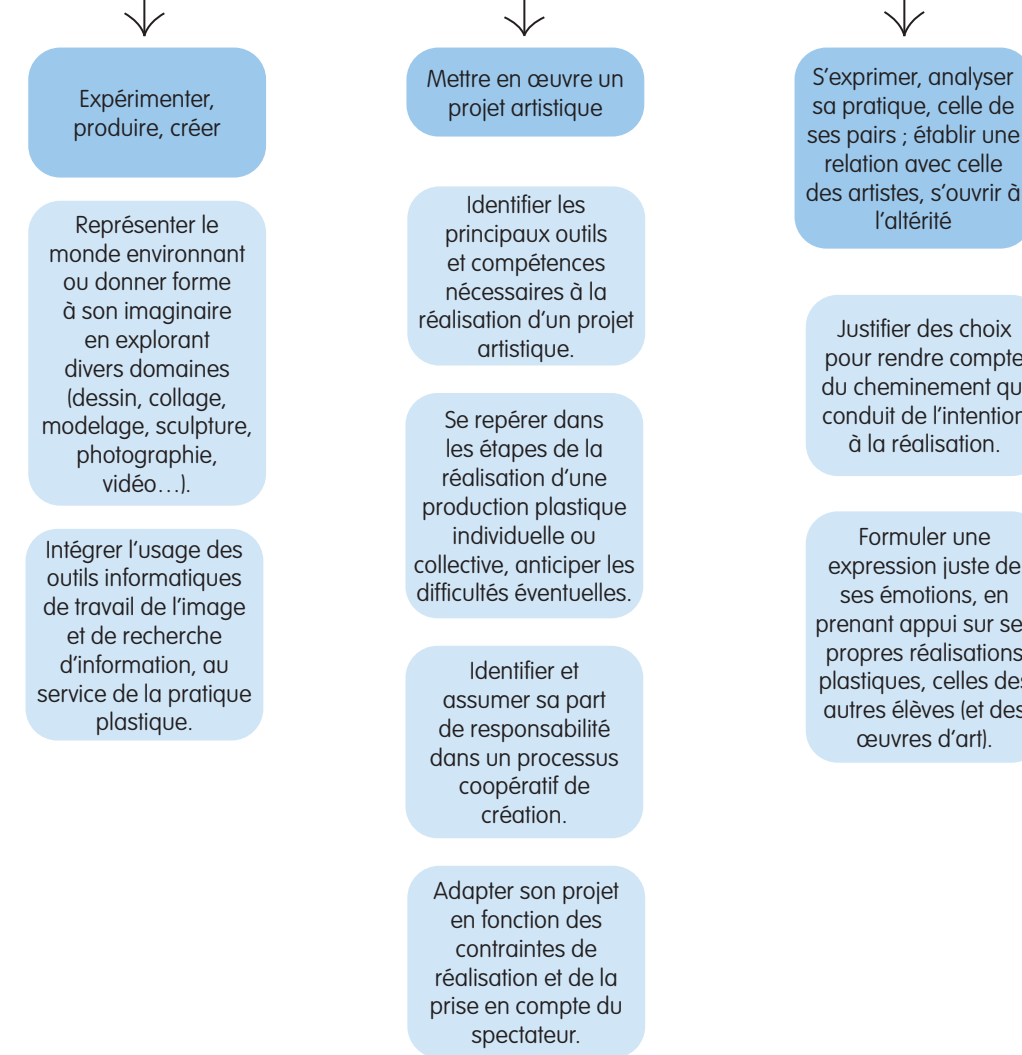 Expérimenter,
produire, créer
Représenter le
monde environnant
ou donner forme
à son imaginaire
en explorant
divers domaines
(dessin, collage,
modelage, sculpture,
photographie,
vidéo…).
Intégrer l’usage des
outils informatiques
de travail de l’image
et de recherche
d’information, au
service de la pratique
plastique.
Mettre en œuvre un
projet artistique
Identifier les
principaux outils
et compétences
nécessaires à la
réalisation d’un projet
artistique.
Se repérer dans
les étapes de la
réalisation d’une
production plastique
individuelle ou
collective, anticiper les
difficultés éventuelles.
Identifier et
assumer sa part
de responsabilité
dans un processus
coopératif de
création.
Adapter son projet
en fonction des
contraintes de
réalisation et de la
prise en compte du
spectateur.
S’exprimer, analyser
sa pratique, celle de
ses pairs ; établir une
relation avec celle
des artistes, s’ouvrir à
l’altérité
Justifier des choix
pour rendre compte
du cheminement qu
conduit de l’intention
à la réalisation.
Formuler une
expression juste de
ses émotions, en
prenant appui sur se
propres réalisations
plastiques, celles des
autres élèves (et des
œuvres d’art).